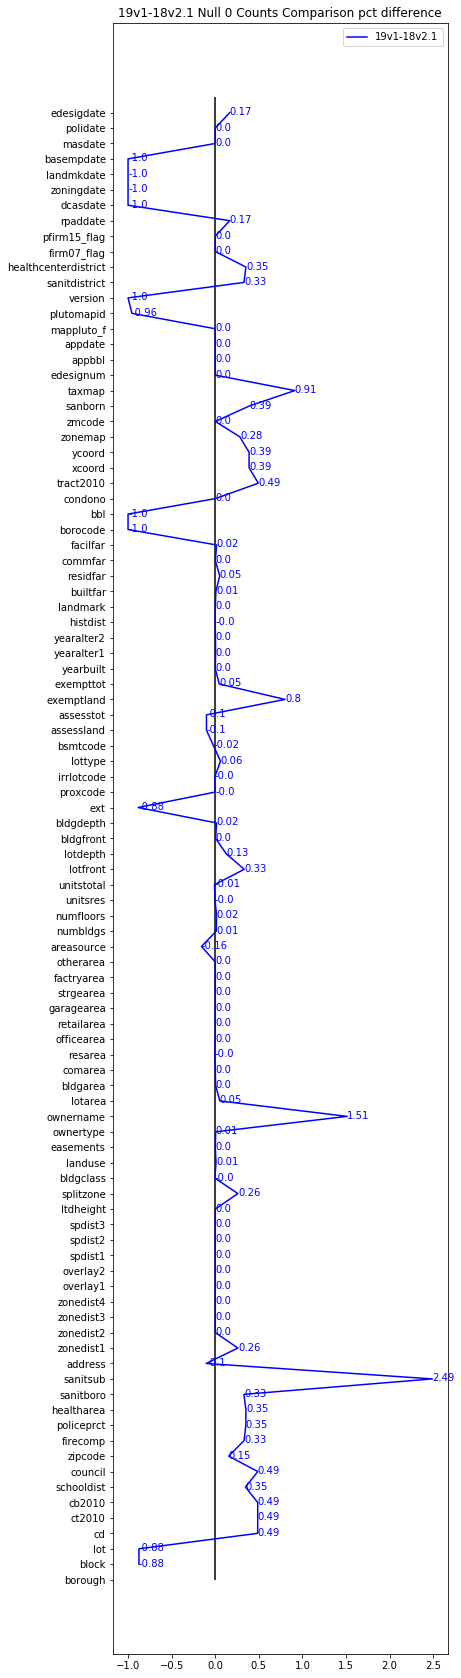 19v1-18v2.1 Null 0 Counts Comparison pct difference
19v1-18v2.1
edesigdate 0.17
polidate 0.0
masdate 0.0
basempdate -1.0
landmkdate -1.0
zoningdate -1.0
dcasdate -1.0
rpaddate 0.17
pfirm15_flag 0.0
firm07_flag 0.0
healthcenterdistrict 0.35
sanitdistrict 0.33
version -1.0
plutomapid -0.96
mappluto_f 0.0
appdate 0.0
appbbl 0.0
edesignum 0.0
taxmap 0.91
sanborn 0.39
zmcode 0.0
zonemap 0.28
ycoord 0.39
xcoord 0.39
tract2010 0.49
condono 0.0
bbl -1.0
borocode -1.0
facilfar 0.02
commfar 0.0
residfar 0.05
builtfar 0.01
landmark 0.0
histdist -0.0
yearalter2 0.0
yearalter1 0.0
yearbuilt 0.0
exempttot 0.05
exemptland 0.8
assesstot -0.1
assessland -0.1
bsmtcode -0.02
lottype 0.06
irrlotcode -0.0
proxcode -0.0
ext -0.88
bldgdepth 0.02
bldgfront 0.0
lotdepth 0.13
lotfront 0.33
unitstotal -0.01
unitsres -0.0
numfloors 0.02
numbldgs 0.01
areasource -0.16
otherarea 0.0
factryarea 0.0
strgearea 0.0
garagearea 0.0
retailarea 0.0
officearea 0.0
resarea -0.0
comarea 0.0
bldgarea 0.0
lotarea 0.05
ownername 1.51
ownertype 0.01
easements 0.0
landuse 0.01
bldgclass -0.0
splitzone 0.26
ltdheight 0.0
spdist3 0.0
spdist2 0.0
spdist1 0.0
overlay2 0.0
overlay1 0.0
zonedist4 0.0
zonedist3 0.0
zonedist2 0.0
zonedist1 0.26
address -0.1
sanitsub 2.49
sanitboro 0.33
healtharea 0.35
policeprct 0.35
firecomp 0.33
zipcode 0.15
council 0.49
schooldist 0.35
cb2010 0.49
ct2010 0.49
cd 0.49
lot -0.88
block -0.88
borough
−1.0 −0.5 0.0 0.5 1.0 1.5 2.0 2.5